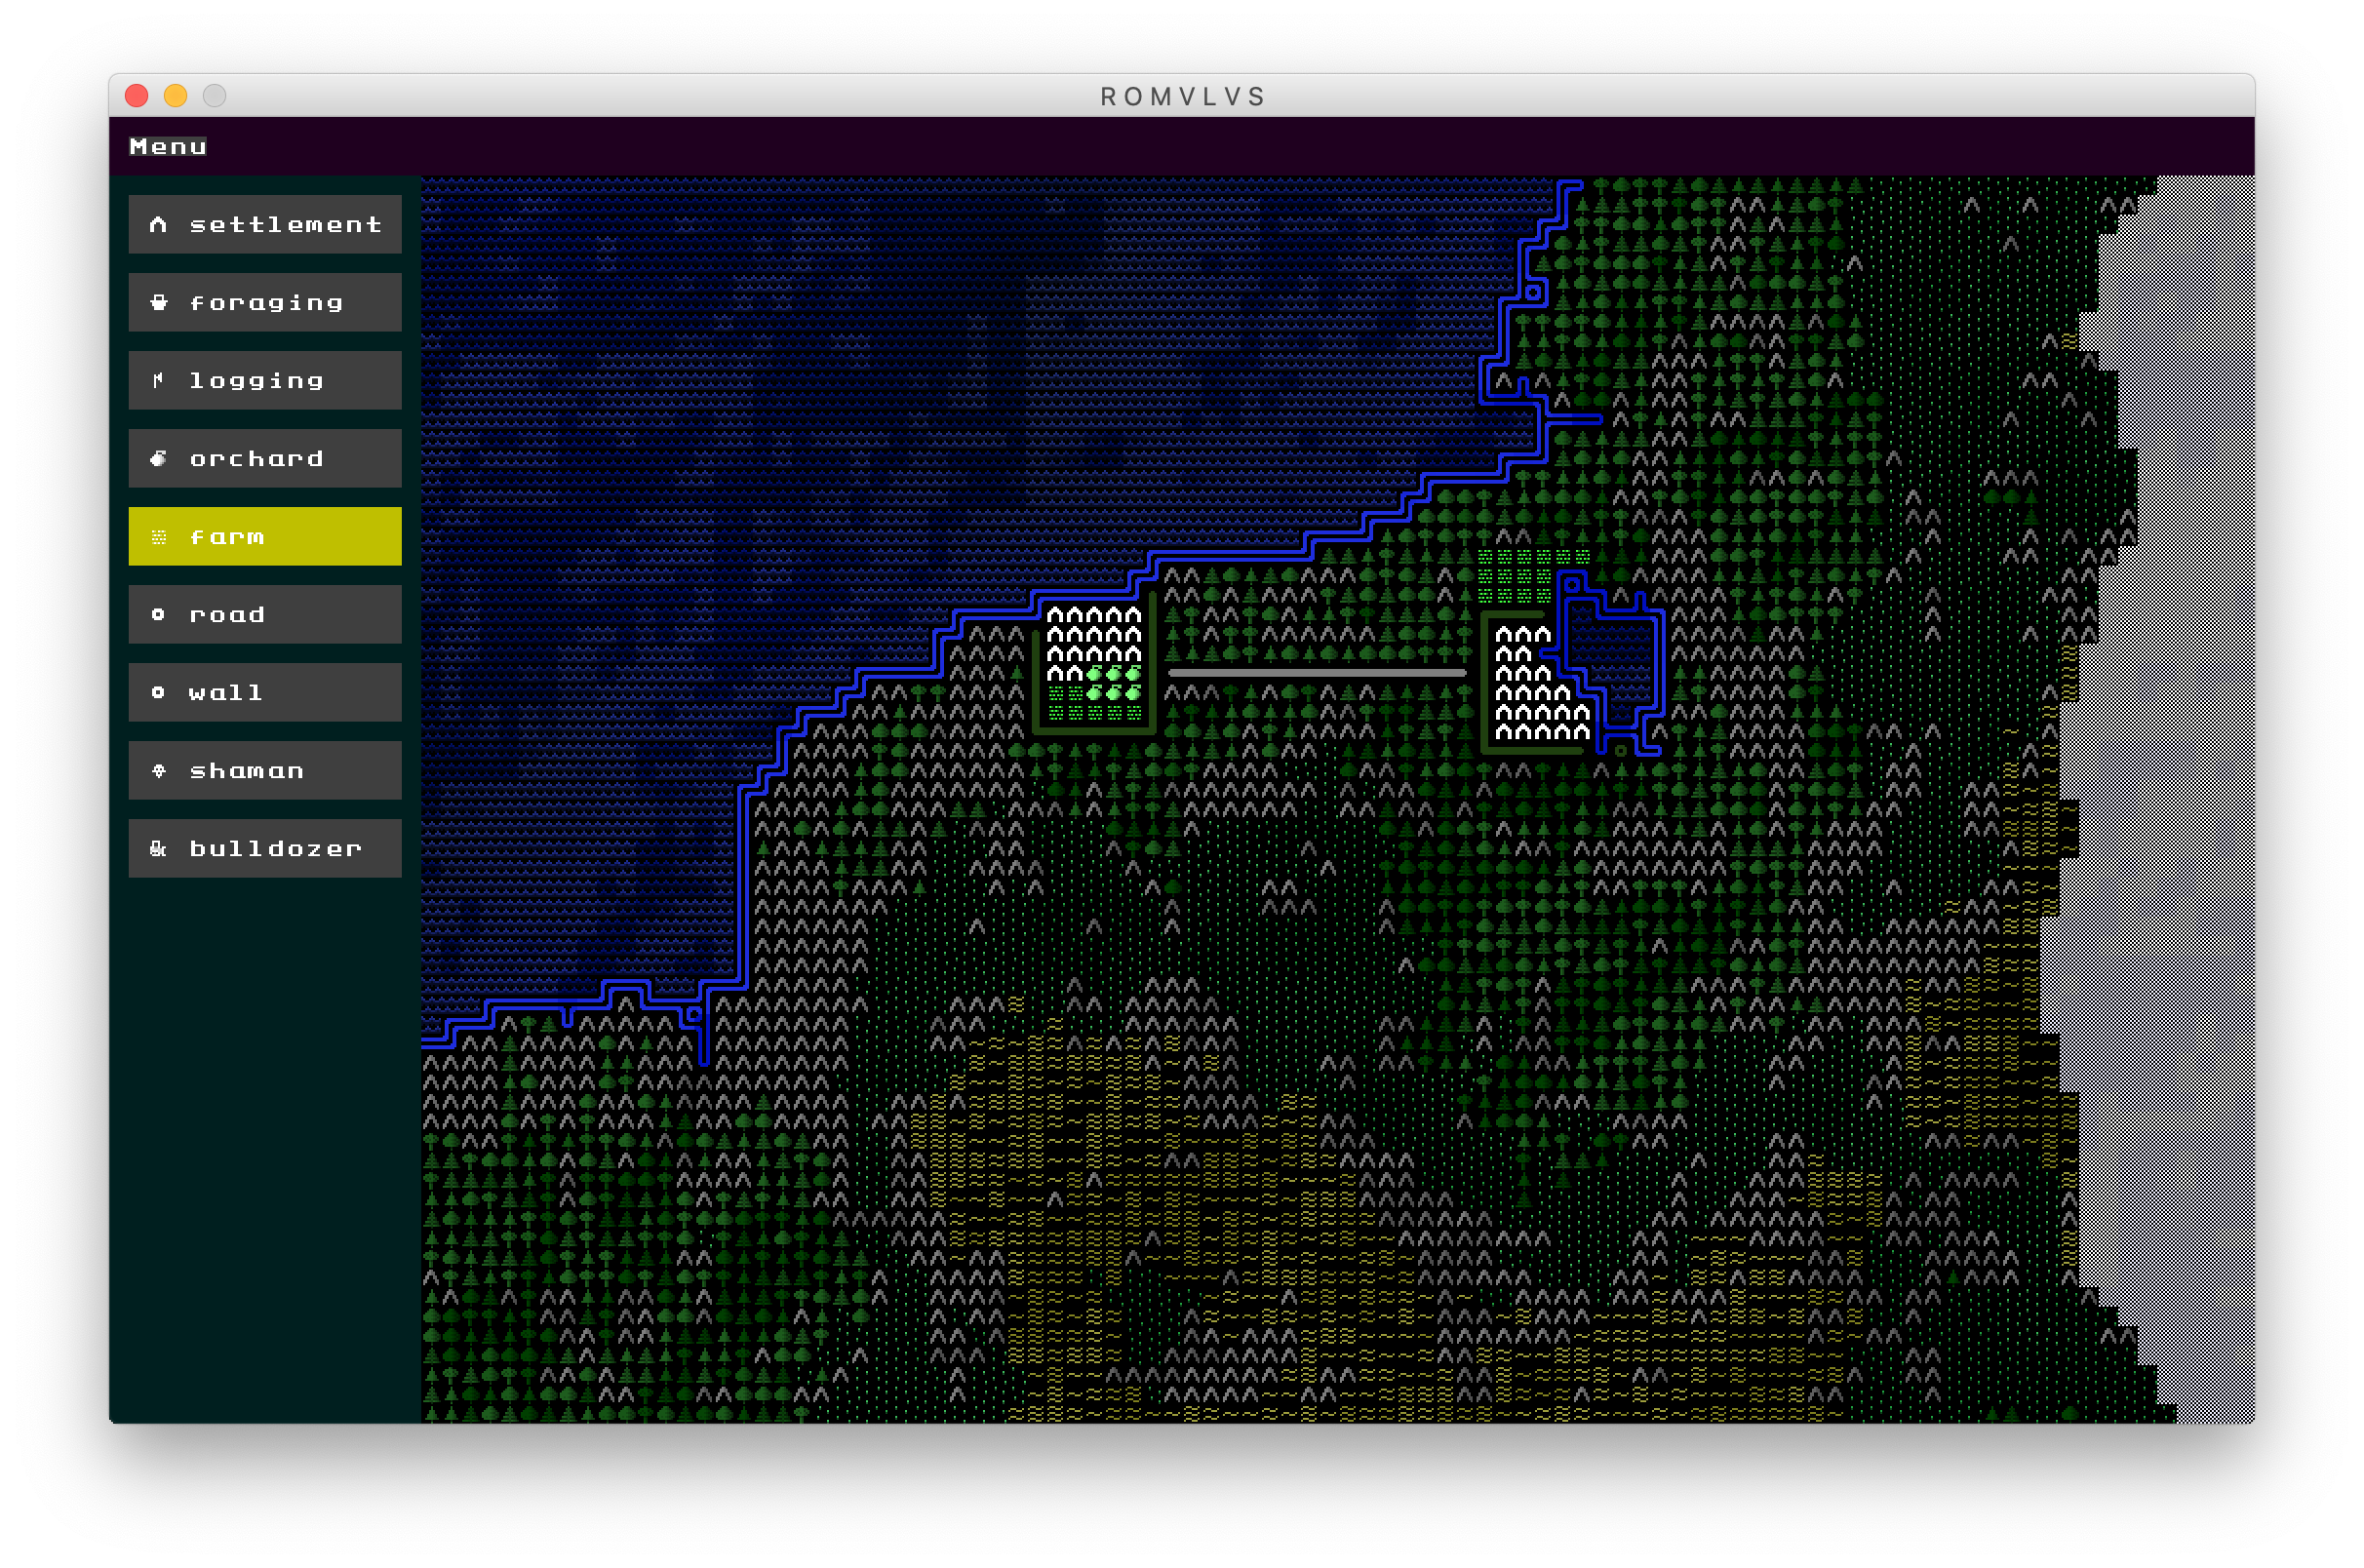 ROMVLVS
Menu
settlement
foraging
logging
orchard
farm
road
wall
shaman
bulldozer